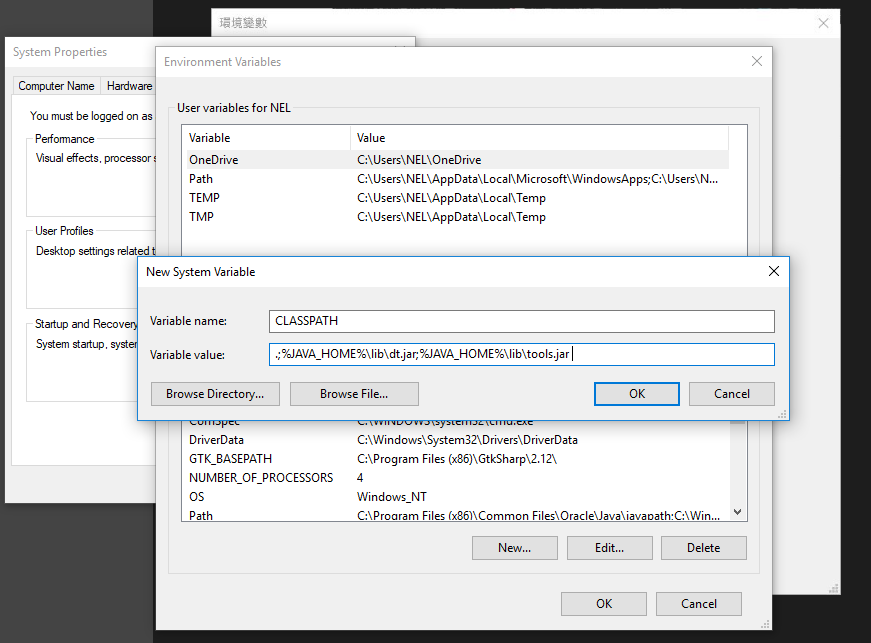 環境變數
System Properties
Computer Name
Hardware
You must be logged on as
Performance
Visual effects, processor s
User Profiles
Desktop settings related t
Startup and Recovery
System startup, system
Environment Variables
User variables for NEL
Variable Value
OneDrive C:\Users\NEL\OneDrive
Path C:\Users\NEL\AppData\Local\Microsoft\WindowsApps;C:\Users\N...
TEMP C:\Users\NEL\AppData\Local\Temp
TMP C:\Users\NEL\AppData\Local\Temp
New System Variable
Variable name: CLASSPATH
Variable value: .;%JAVA_HOME%\lib\dt.jar;%JAVA_HOME%\lib\tools.jar
Browse Directory... Browse File... OK Cancel
ComSpec C:\WINDOWS\system32\cmd.exe
DriverData C:\Windows\System32\Drivers\DriverData
GTK_BASEPATH C:\Program Files (x86)\GtkSharp\2.12\
NUMBER_OF_PROCESSORS 4
OS Windows_NT
Path C:\Program Files (x86)\Common Files\Oracle\Java\javapath;C:\Win...
New... Edit... Delete
OK Cancel